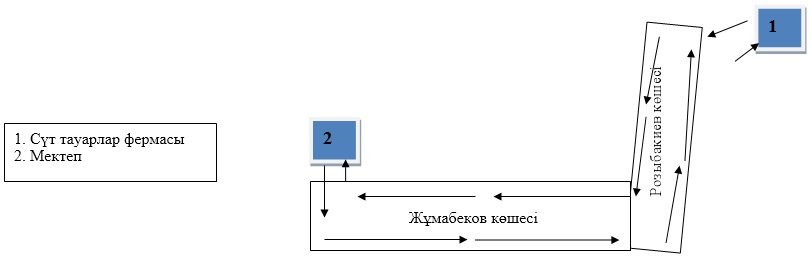 1
1. Сүт тауарлар фермасы
2. Мектеп
2
Розыбакиев көшесі
Жұмабеков көшесі